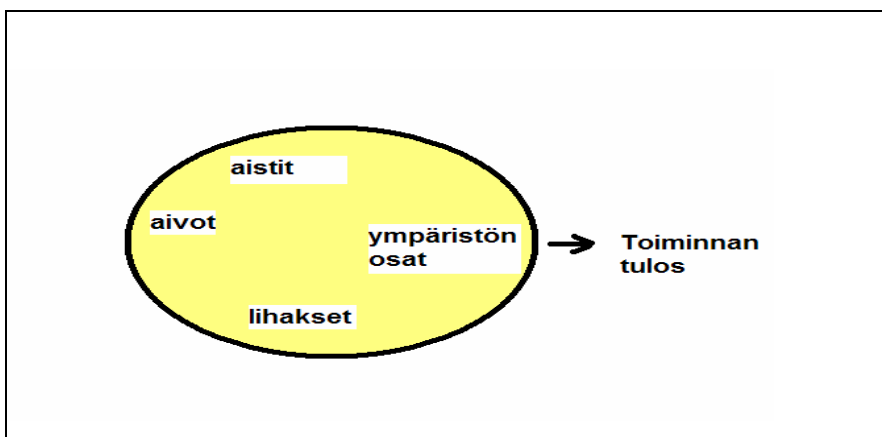 aistit
aivot
ympäristön
osat
lihakset
Toiminnan
tulos